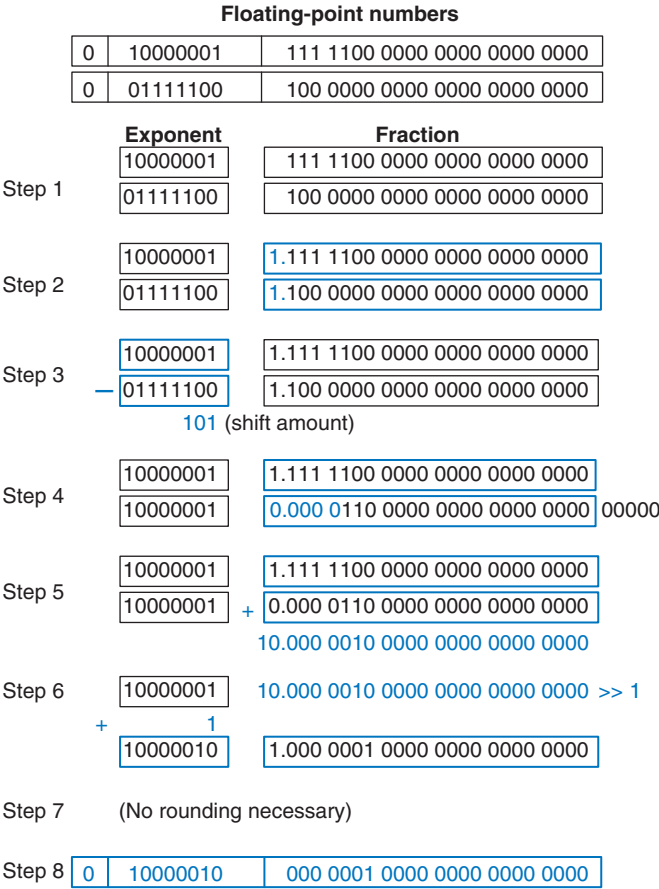 Floating-point numbers
0 10000001 111 1100 0000 0000 0000 0000
0 01111100 100 0000 0000 0000 0000 0000
Exponent Fraction
10000001 111 1100 0000 0000 0000 0000
Step 1
01111100 100 0000 0000 0000 0000 0000
10000001 1.111 1100 0000 0000 0000 0000
Step 2
01111100 1.100 0000 0000 0000 0000 0000
10000001 1.111 1100 0000 0000 0000 0000
Step 3
– 01111100 1.100 0000 0000 0000 0000 0000
101 (shift amount)
10000001 1.111 1100 0000 0000 0000 0000
Step 4
10000001 0.000 0110 0000 0000 0000 0000 00000
10000001 1.111 1100 0000 0000 0000 0000
Step 5
10000001 + 0.000 0110 0000 0000 0000 0000
10.000 0010 0000 0000 0000 0000
Step 6 10000001 10.000 0010 0000 0000 0000 0000 >> 1
+ 1
10000010 1.000 0001 0000 0000 0000 0000
Step 7 (No rounding necessary)
Step 8 0 10000010 000 0001 0000 0000 0000 0000